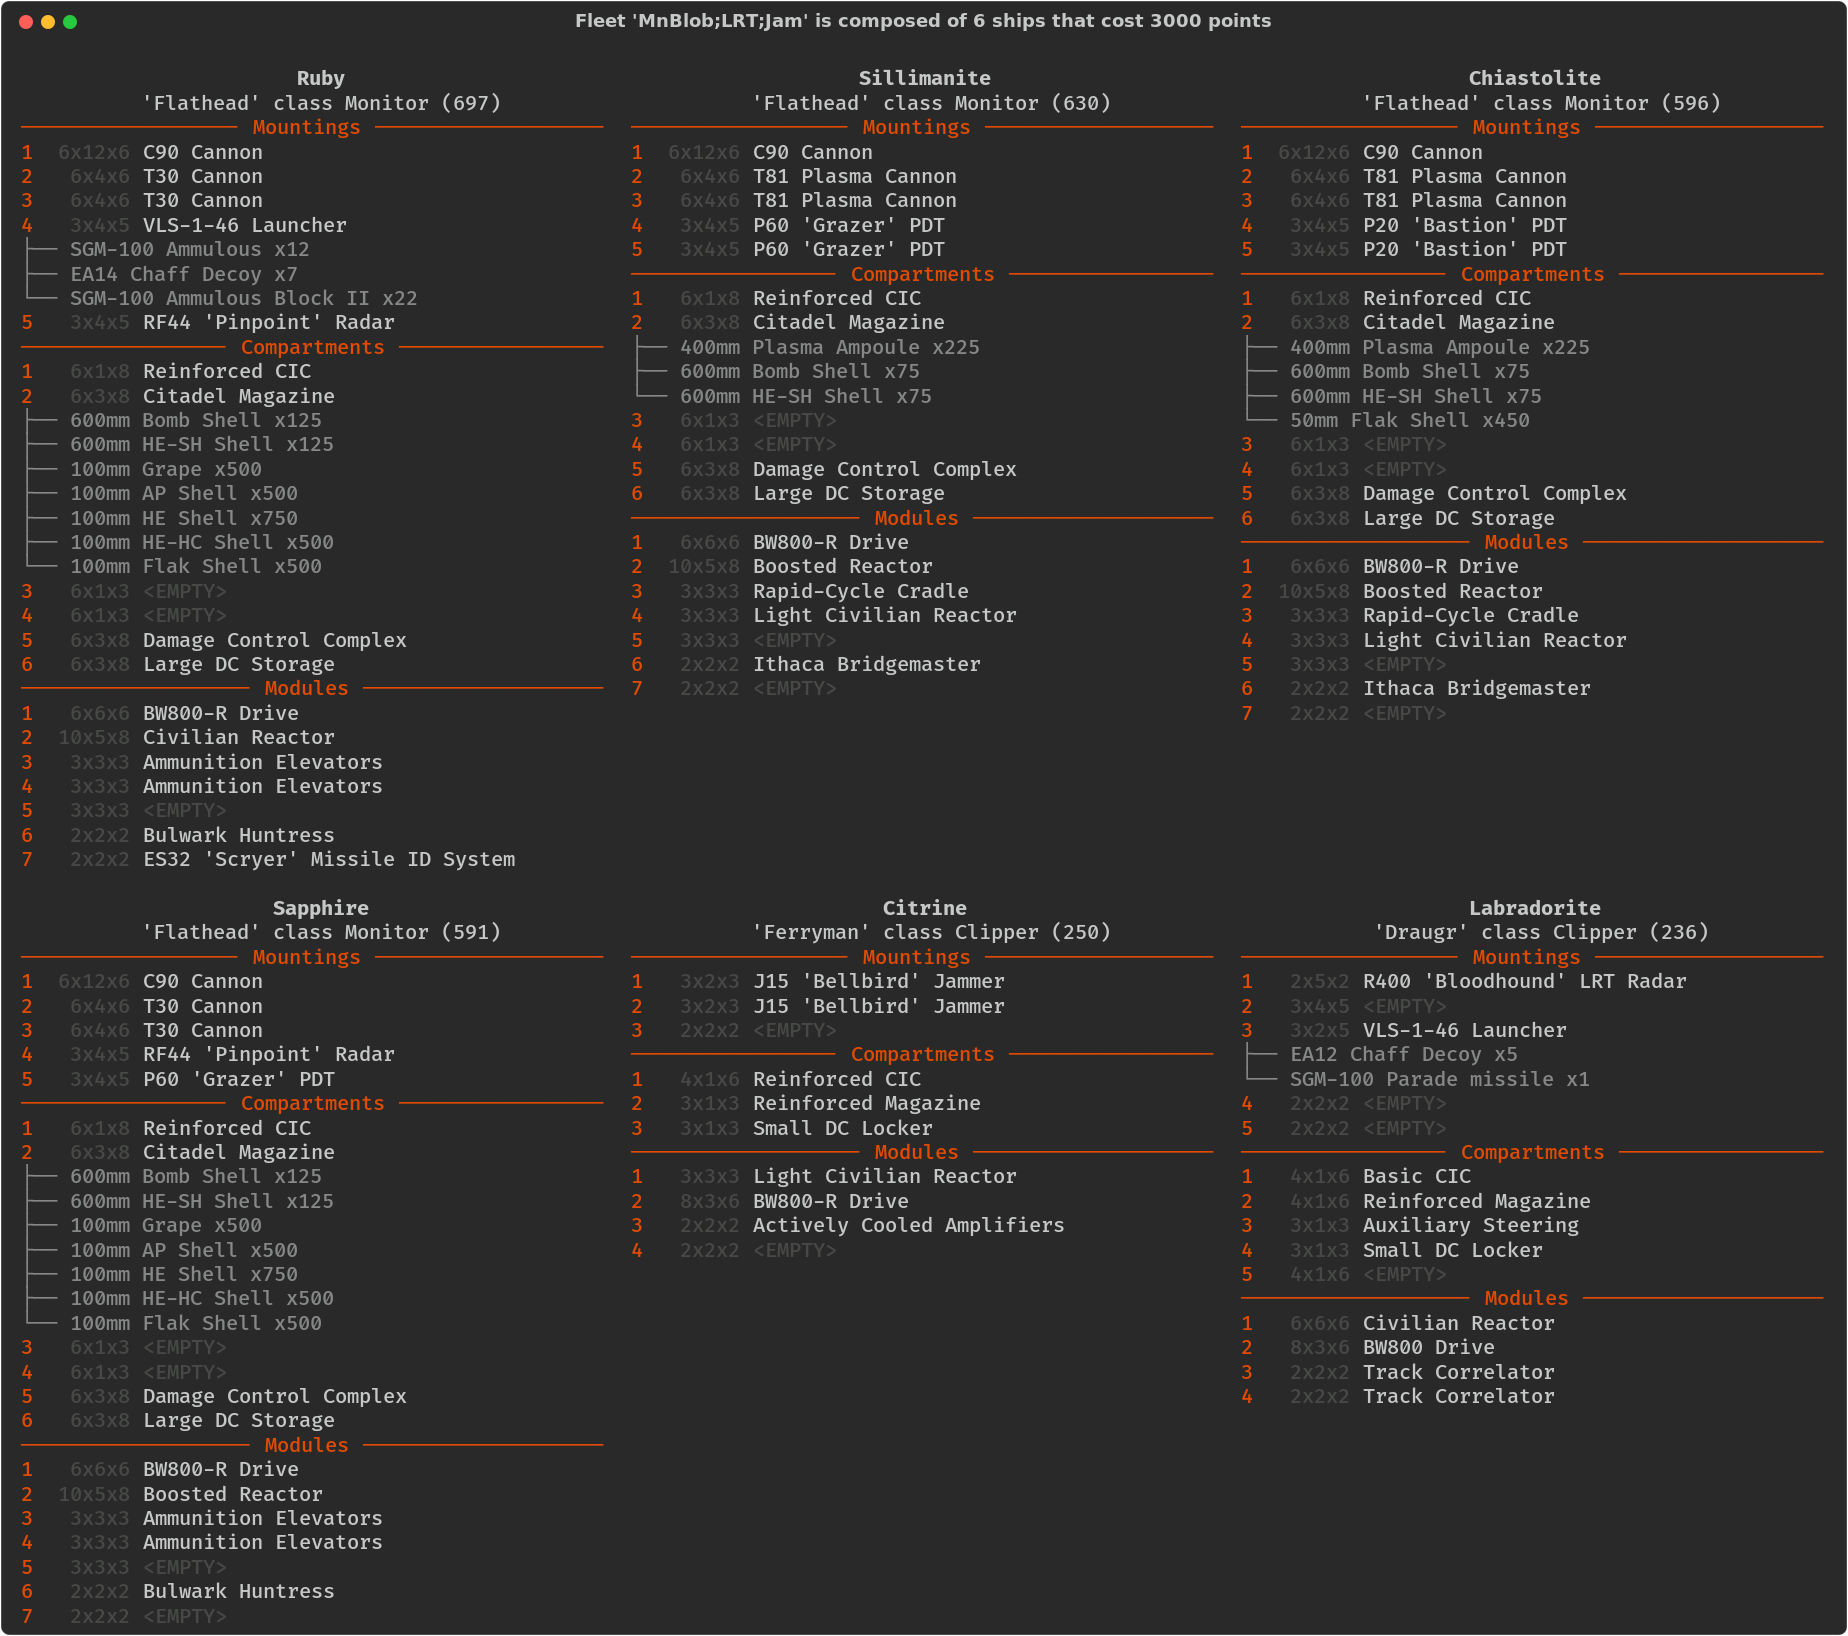 Fleet 'MnBlob;LRT;Jam' is composed of 6 ships that cost 3000 points
Ruby
'Flathead' class Monitor (697)
Mountings
1 6x12x6 C90 Cannon
2 6x4x6 T30 Cannon
3 6x4x6 T30 Cannon
4 3x4x5 VLS-1-46 Launcher
SGM-100 Ammulous x12
EA14 Chaff Decoy x7
SGM-100 Ammulous Block II x22
5 3x4x5 RF44 'Pinpoint' Radar
Compartments
1 6x1x8 Reinforced CIC
2 6x3x8 Citadel Magazine
600mm Bomb Shell x125
600mm HE-SH Shell x125
100mm Grape x500
100mm AP Shell x500
100mm HE Shell x750
100mm HE-HC Shell x500
100mm Flak Shell x500
3 6x1x3 <EMPTY>
4 6x1x3 <EMPTY>
5 6x3x8 Damage Control Complex
6 6x3x8 Large DC Storage
Modules
1 6x6x6 BW800-R Drive
2 10x5x8 Civilian Reactor
3 3x3x3 Ammunition Elevators
4 3x3x3 Ammunition Elevators
5 3x3x3 <EMPTY>
6 2x2x2 Bulwark Huntress
7 2x2x2 ES32 'Scryer' Missile ID System
Sillimanite
'Flathead' class Monitor (630)
Mountings
1 6x12x6 C90 Cannon
2 6x4x6 T81 Plasma Cannon
3 6x4x6 T81 Plasma Cannon
4 3x4x5 P60 'Grazer' PDT
5 3x4x5 P60 'Grazer' PDT
Compartments
1 6x1x8 Reinforced CIC
2 6x3x8 Citadel Magazine
400mm Plasma Ampoule x225
600mm Bomb Shell x75
600mm HE-SH Shell x75
3 6x1x3 <EMPTY>
4 6x1x3 <EMPTY>
5 6x3x8 Damage Control Complex
6 6x3x8 Large DC Storage
Modules
1 6x6x6 BW800-R Drive
2 10x5x8 Boosted Reactor
3 3x3x3 Rapid-Cycle Cradle
4 3x3x3 Light Civilian Reactor
5 3x3x3 <EMPTY>
6 2x2x2 Ithaca Bridgemaster
7 2x2x2 <EMPTY>
Chiastolite
'Flathead' class Monitor (596)
Mountings
1 6x12x6 C90 Cannon
2 6x4x6 T81 Plasma Cannon
3 6x4x6 T81 Plasma Cannon
4 3x4x5 P20 'Bastion' PDT
5 3x4x5 P20 'Bastion' PDT
Compartments
1 6x1x8 Reinforced CIC
2 6x3x8 Citadel Magazine
400mm Plasma Ampoule x225
600mm Bomb Shell x75
600mm HE-SH Shell x75
50mm Flak Shell x450
3 6x1x3 <EMPTY>
4 6x1x3 <EMPTY>
5 6x3x8 Damage Control Complex
6 6x3x8 Large DC Storage
Modules
1 6x6x6 BW800-R Drive
2 10x5x8 Boosted Reactor
3 3x3x3 Rapid-Cycle Cradle
4 3x3x3 Light Civilian Reactor
5 3x3x3 <EMPTY>
6 2x2x2 Ithaca Bridgemaster
7 2x2x2 <EMPTY>
Sapphire
'Flathead' class Monitor (591)
Mountings
1 6x12x6 C90 Cannon
2 6x4x6 T30 Cannon
3 6x4x6 T30 Cannon
4 3x4x5 RF44 'Pinpoint' Radar
5 3x4x5 P60 'Grazer' PDT
Compartments
1 6x1x8 Reinforced CIC
2 6x3x8 Citadel Magazine
600mm Bomb Shell x125
600mm HE-SH Shell x125
100mm Grape x500
100mm AP Shell x500
100mm HE Shell x750
100mm HE-HC Shell x500
100mm Flak Shell x500
3 6x1x3 <EMPTY>
4 6x1x3 <EMPTY>
5 6x3x8 Damage Control Complex
6 6x3x8 Large DC Storage
Modules
1 6x6x6 BW800-R Drive
2 10x5x8 Boosted Reactor
3 3x3x3 Ammunition Elevators
4 3x3x3 Ammunition Elevators
5 3x3x3 <EMPTY>
6 2x2x2 Bulwark Huntress
7 2x2x2 <EMPTY>
Citrine
'Ferryman' class Clipper (250)
Mountings
1 3x2x3 J15 'Bellbird' Jammer
2 3x2x3 J15 'Bellbird' Jammer
3 2x2x2 <EMPTY>
Compartments
1 4x1x6 Reinforced CIC
2 3x1x3 Reinforced Magazine
3 3x1x3 Small DC Locker
Modules
1 3x3x3 Light Civilian Reactor
2 8x3x6 BW800-R Drive
3 2x2x2 Actively Cooled Amplifiers
4 2x2x2 <EMPTY>
Labradorite
'Draugr' class Clipper (236)
Mountings
1 2x5x2 R400 'Bloodhound' LRT Radar
2 3x4x5 <EMPTY>
3 3x2x5 VLS-1-46 Launcher
EA12 Chaff Decoy x5
SGM-100 Parade missile x1
4 2x2x2 <EMPTY>
5 2x2x2 <EMPTY>
Compartments
1 4x1x6 Basic CIC
2 4x1x6 Reinforced Magazine
3 3x1x3 Auxiliary Steering
4 3x1x3 Small DC Locker
5 4x1x6 <EMPTY>
Modules
1 6x6x6 Civilian Reactor
2 8x3x6 BW800 Drive
3 2x2x2 Track Correlator
4 2x2x2 Track Correlator